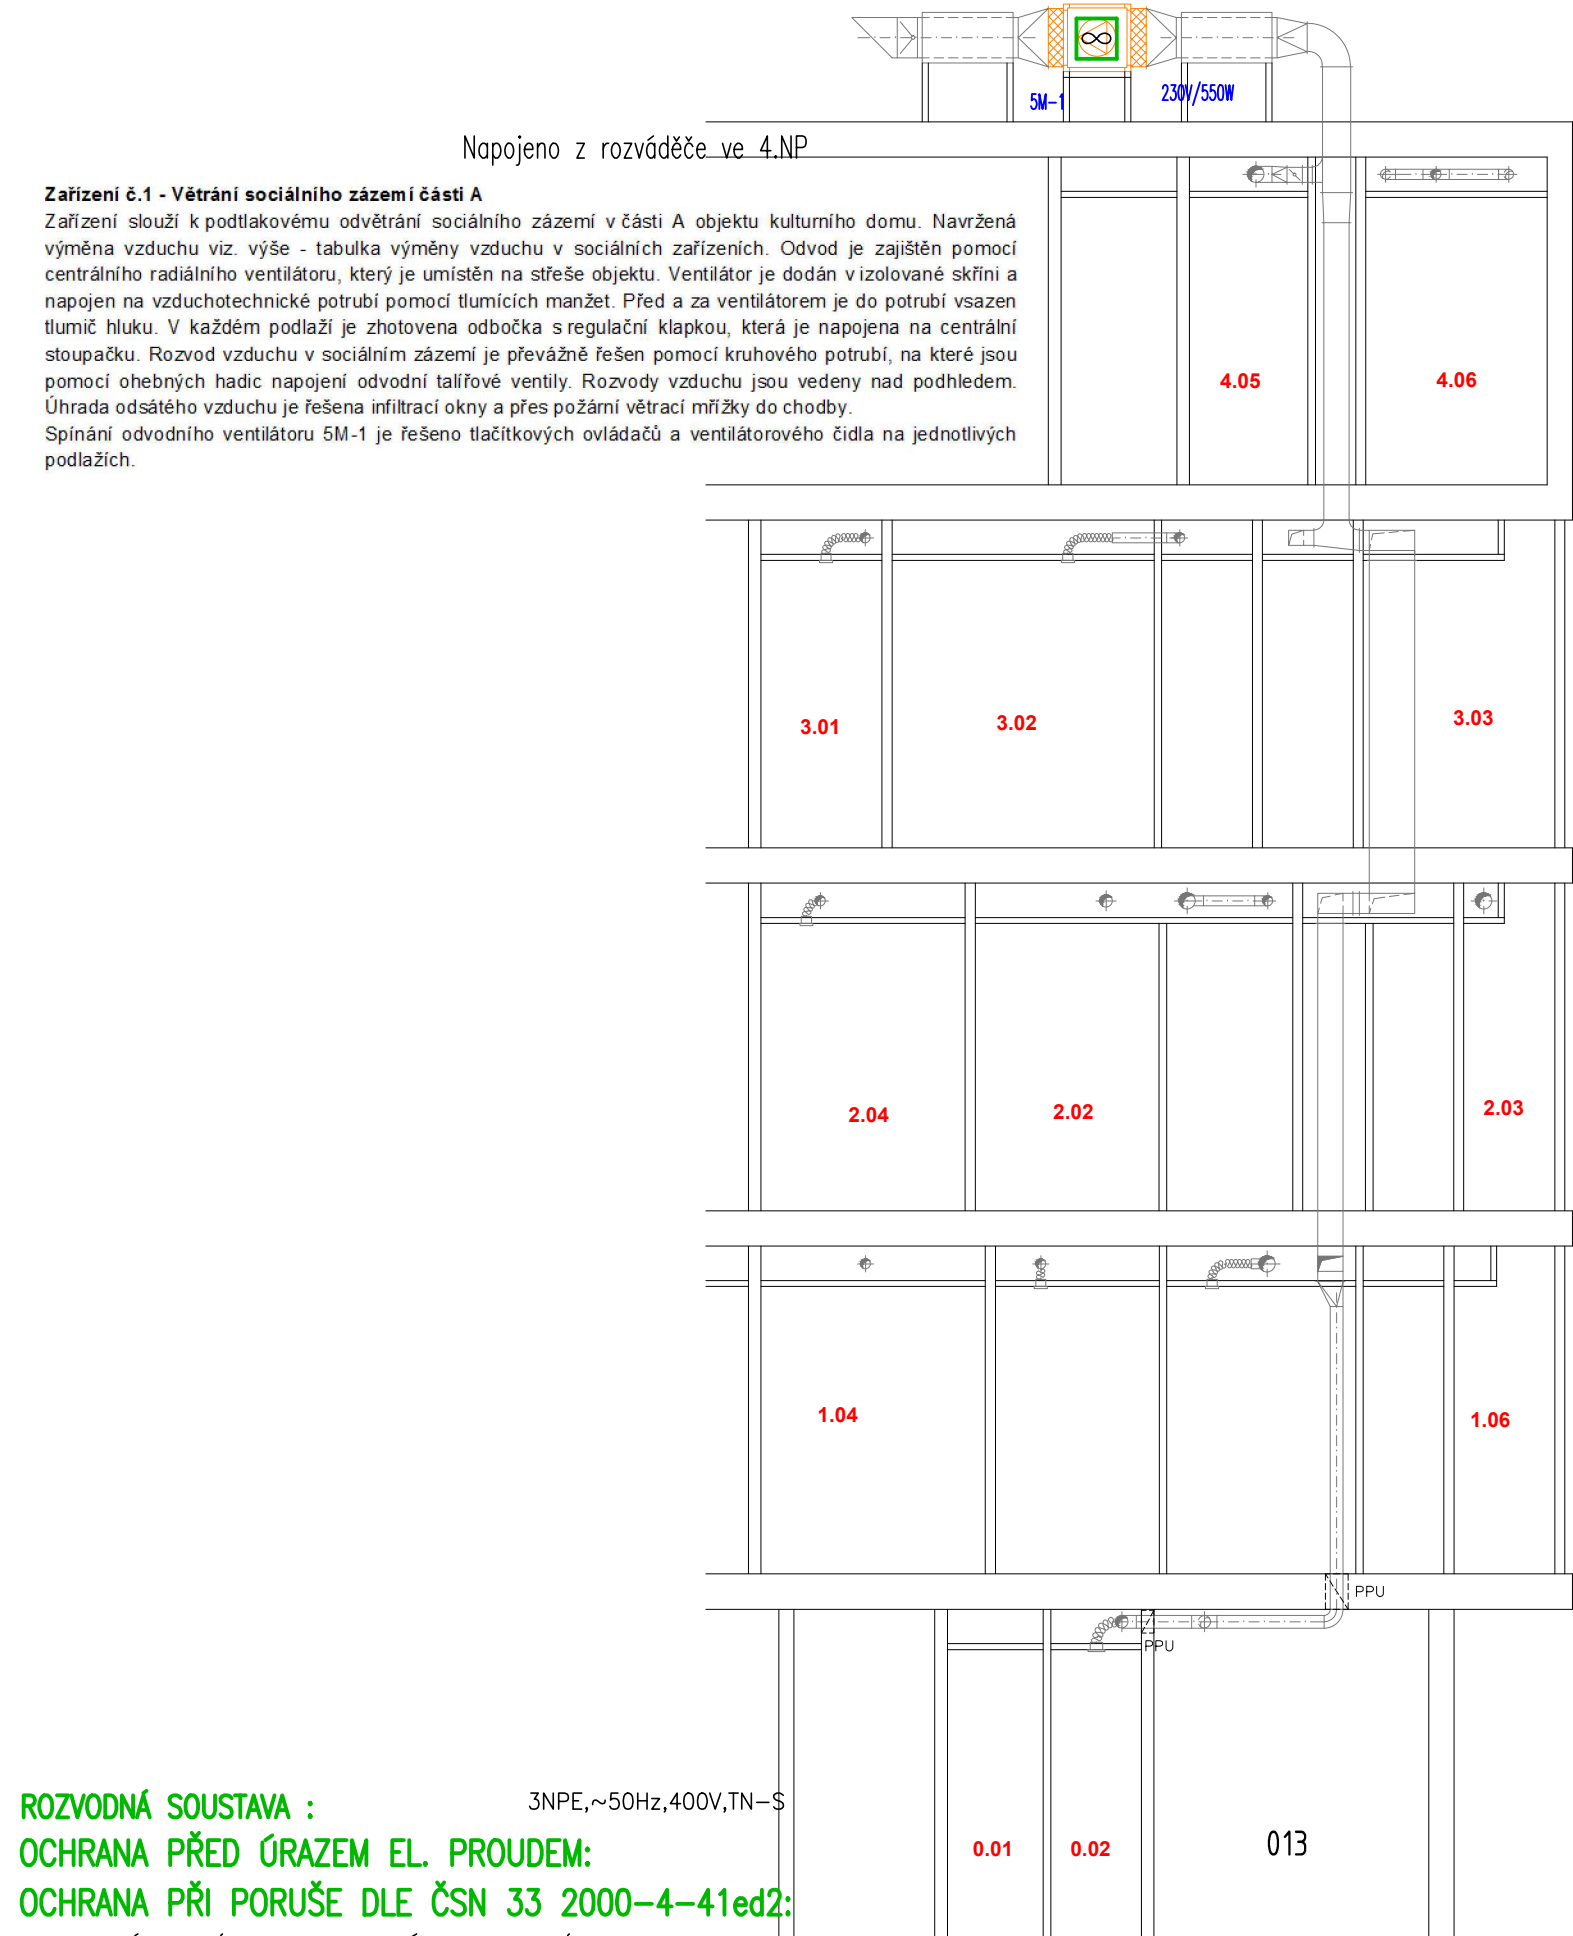 5M-1
230V/550W
Napojeno z rozváděče ve 4.NP
Zařízení č.1 - Větrání sociálního zázemí části A
Zařízení slouží k podtlakovému odvětrání sociálního zázemí v části A objektu kulturního domu. Navržená
výměna vzduchu viz. výše - tabulka výměny vzduchu v sociálních zařízeních. Odvod je zajištěn pomocí
centrálního radiálního ventilátoru, který je umístěn na střeše objektu. Ventilátor je dodán v izolované skříni a
napojen na vzduchotechnické potrubí pomocí tlumících manžet. Před a za ventilátorem je do potrubí vsazen
tlumič hluku. V každém podlaží je zhotovena odbočka s regulační klapkou, která je napojena na centrální
stoupačku. Rozvod vzduchu v sociálním zázemí je převážně řešen pomocí kruhového potrubí, na které jsou
pomocí ohebných hadic napojení odvodní talířové ventily. Rozvody vzduchu jsou vedeny nad podhledem.
Úhrada odsátého vzduchu je řešena infiltrací okny a přes požární větrací mřížky do chodby.
Spínání odvodního ventilátoru 5M-1 je řešeno tlačítkových ovládačů a ventilátorového čidla na jednotlivých
podlažích.
4.05
4.06
3.01
3.02
3.03
2.04
2.02
2.03
1.04
1.06
PPU
PPU
ROZVODNÁ SOUSTAVA :
3NPE,~50Hz,400V,TN-S
OCHRANA PŘED ÚRAZEM EL. PROUDEM:
0.01
0.02
013
OCHRANA PŘI PORUŠE DLE ČSN 33 2000-4-41ed2: